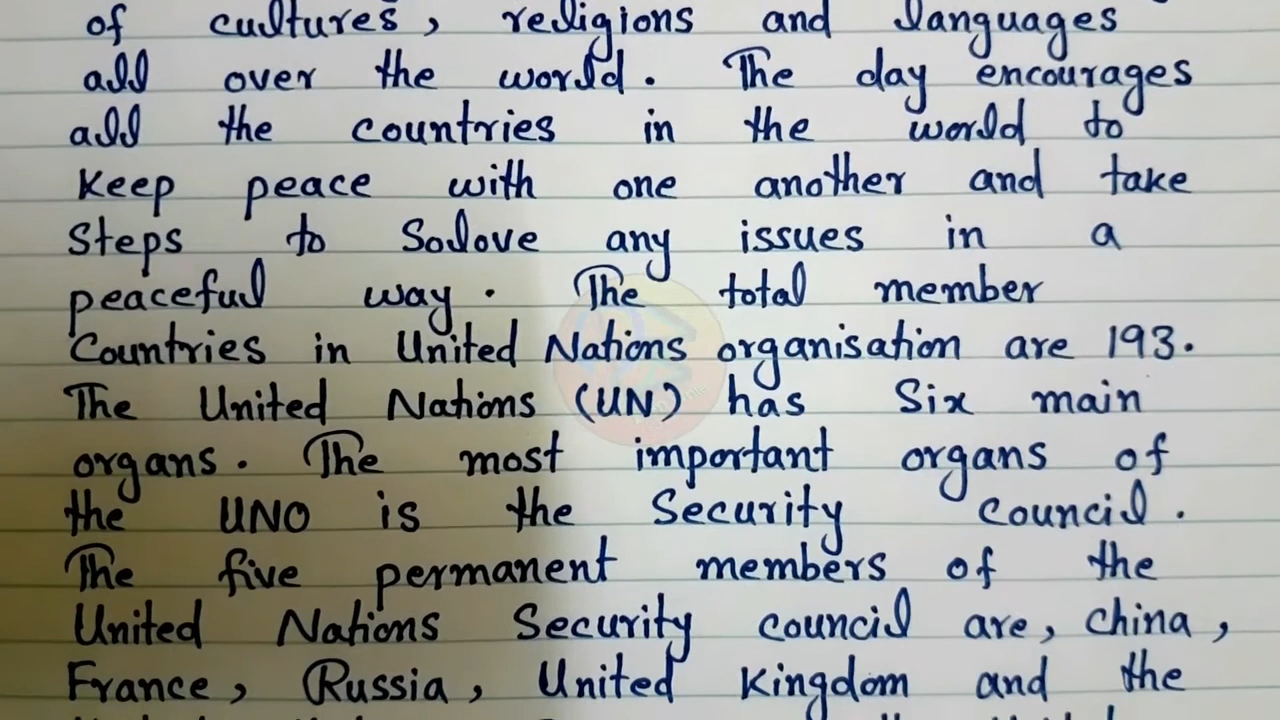 of cultures, religions and languages
all over the world. The day encourages
all the countries in the world to
keep peace with one another and take
Steps to Solove any issues in a
peaceful way. The total member
Countries in United Nations organisation are 193.
The United Nations (UN) has Six main
organs. The most important organs of
the UNO is the Security Council.
The five permanent members of the
United Nations Security council are, China,
France, Russia, United Kingdom and the